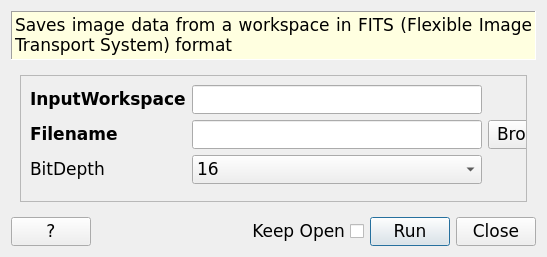 Saves image data from a workspace in FITS (Flexible Image
Transport System) format
InputWorkspace
Filename
Bro
BitDepth
16
?
Keep Open
Run
Close